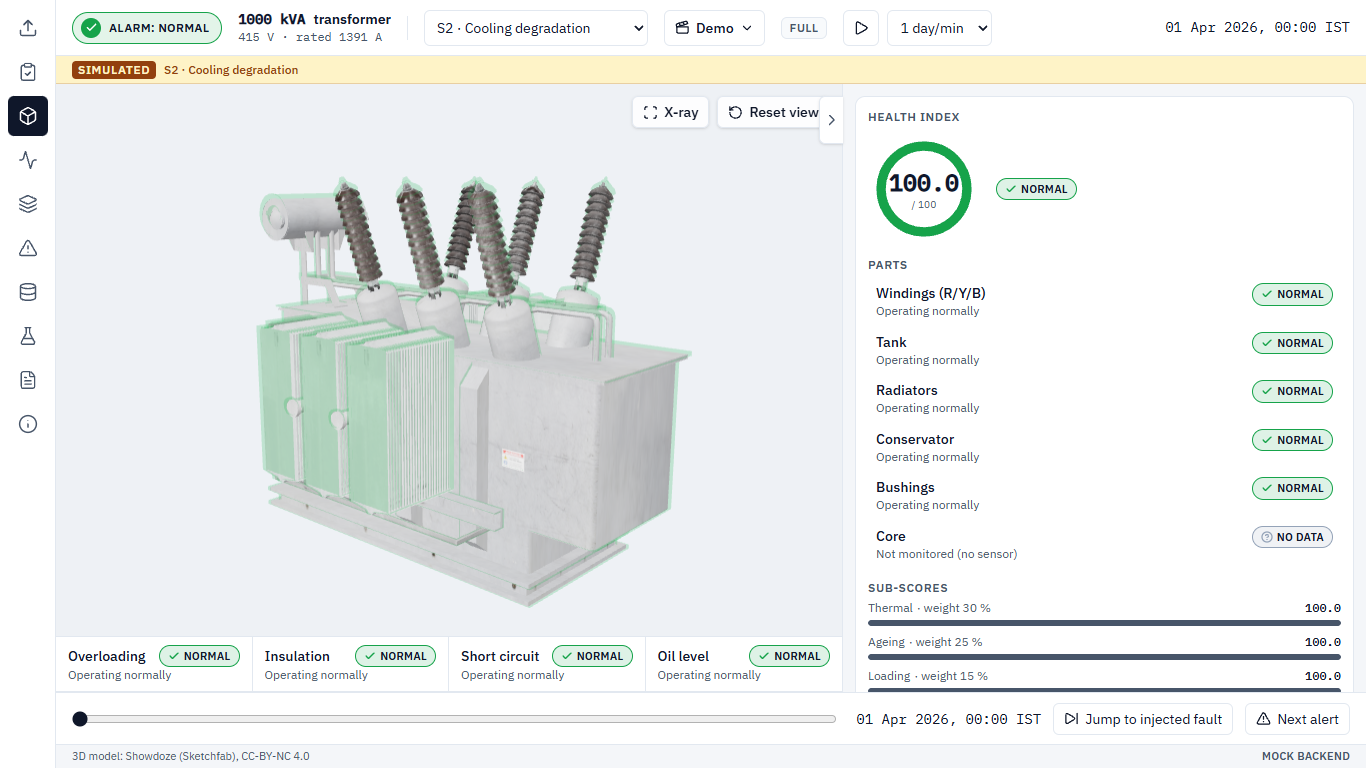 ALARM: NORMAL
1000 kVA transformer
415 V · rated 1391 A
S2 · Cooling degradation
Demo
FULL
1 day/min
01 Apr 2026, 00:00 IST
SIMULATED S2 · Cooling degradation
X-ray
Reset view
HEALTH INDEX
100.0
/ 100
NORMAL
PARTS
Windings (R/Y/B)
Operating normally
NORMAL
Tank
Operating normally
NORMAL
Radiators
Operating normally
NORMAL
Conservator
Operating normally
NORMAL
Bushings
Operating normally
NORMAL
Core
Not monitored (no sensor)
NO DATA
SUB-SCORES
Thermal · weight 30 % 100.0
Ageing · weight 25 % 100.0
Loading · weight 15 % 100.0
Overloading NORMAL
Operating normally
Insulation NORMAL
Operating normally
Short circuit NORMAL
Operating normally
Oil level NORMAL
Operating normally
01 Apr 2026, 00:00 IST
Jump to injected fault
Next alert
3D model: Showdoze (Sketchfab), CC-BY-NC 4.0
MOCK BACKEND